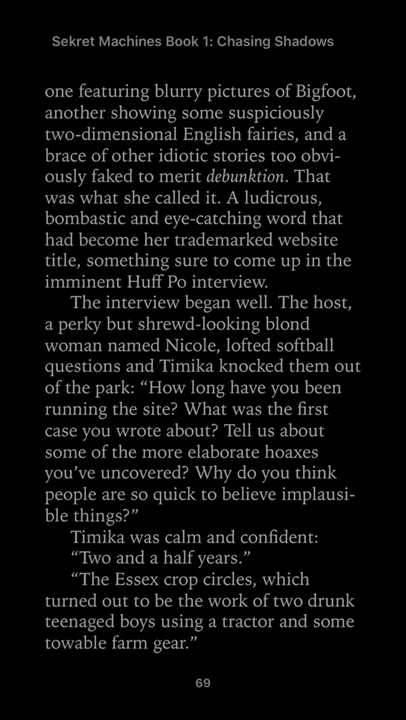 Sekret Machines Book 1: Chasing Shadows
one featuring blurry pictures of Bigfoot,
another showing some suspiciously
two-dimensional English fairies, and a
brace of other idiotic stories too obvi-
ously faked to merit debunktion. That
was what she called it. A ludicrous,
bombastic and eye-catching word that
had become her trademarked website
title, something sure to come up in the
imminent Huff Po interview.
The interview began well. The host,
a perky but shrewd-looking blond
woman named Nicole, lofted softball
questions and Timika knocked them out
of the park: “How long have you been
running the site? What was the first
case you wrote about? Tell us about
some of the more elaborate hoaxes
you’ve uncovered? Why do you think
people are so quick to believe implausi-
ble things?”
Timika was calm and confident:
“Two and a half years.”
“The Essex crop circles, which
turned out to be the work of two drunk
teenaged boys using a tractor and some
towable farm gear.”
69